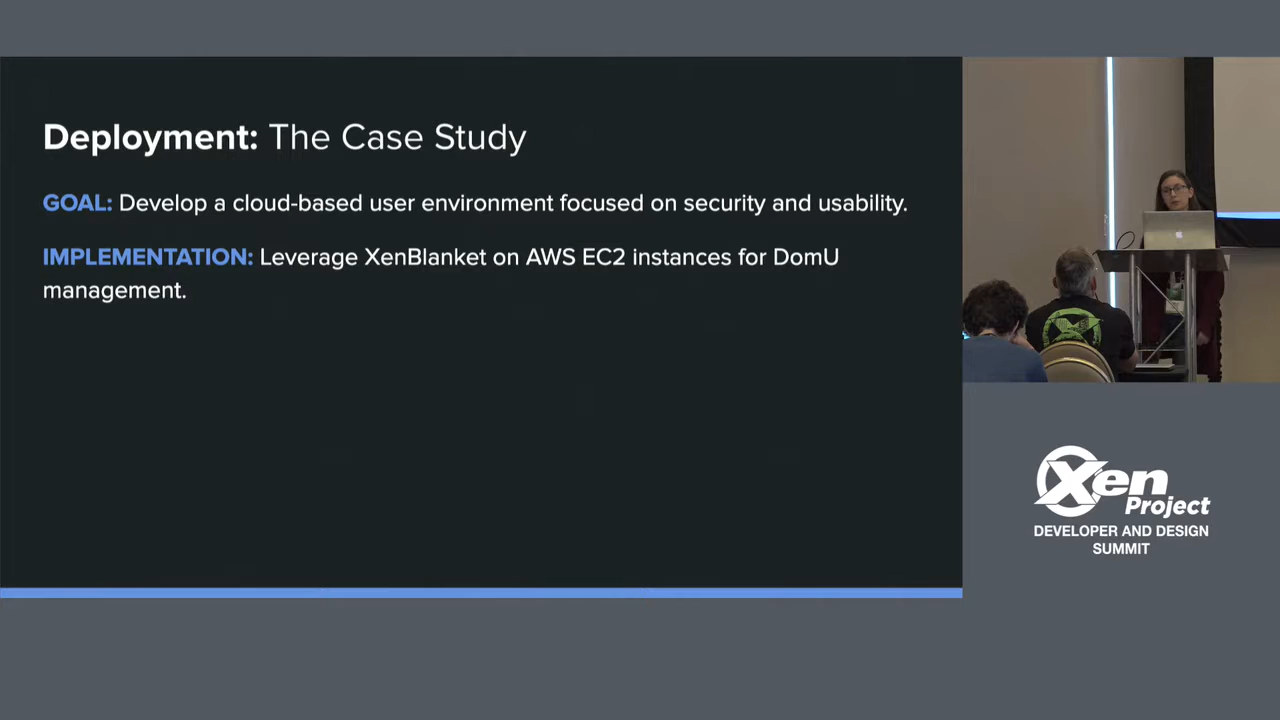 Deployment: The Case Study
GOAL: Develop a cloud-based user environment focused on security and usability.
IMPLEMENTATION: Leverage XenBlanket on AWS EC2 instances for DomU
management.
Xen
Project
DEVELOPER AND DESIGN
SUMMIT